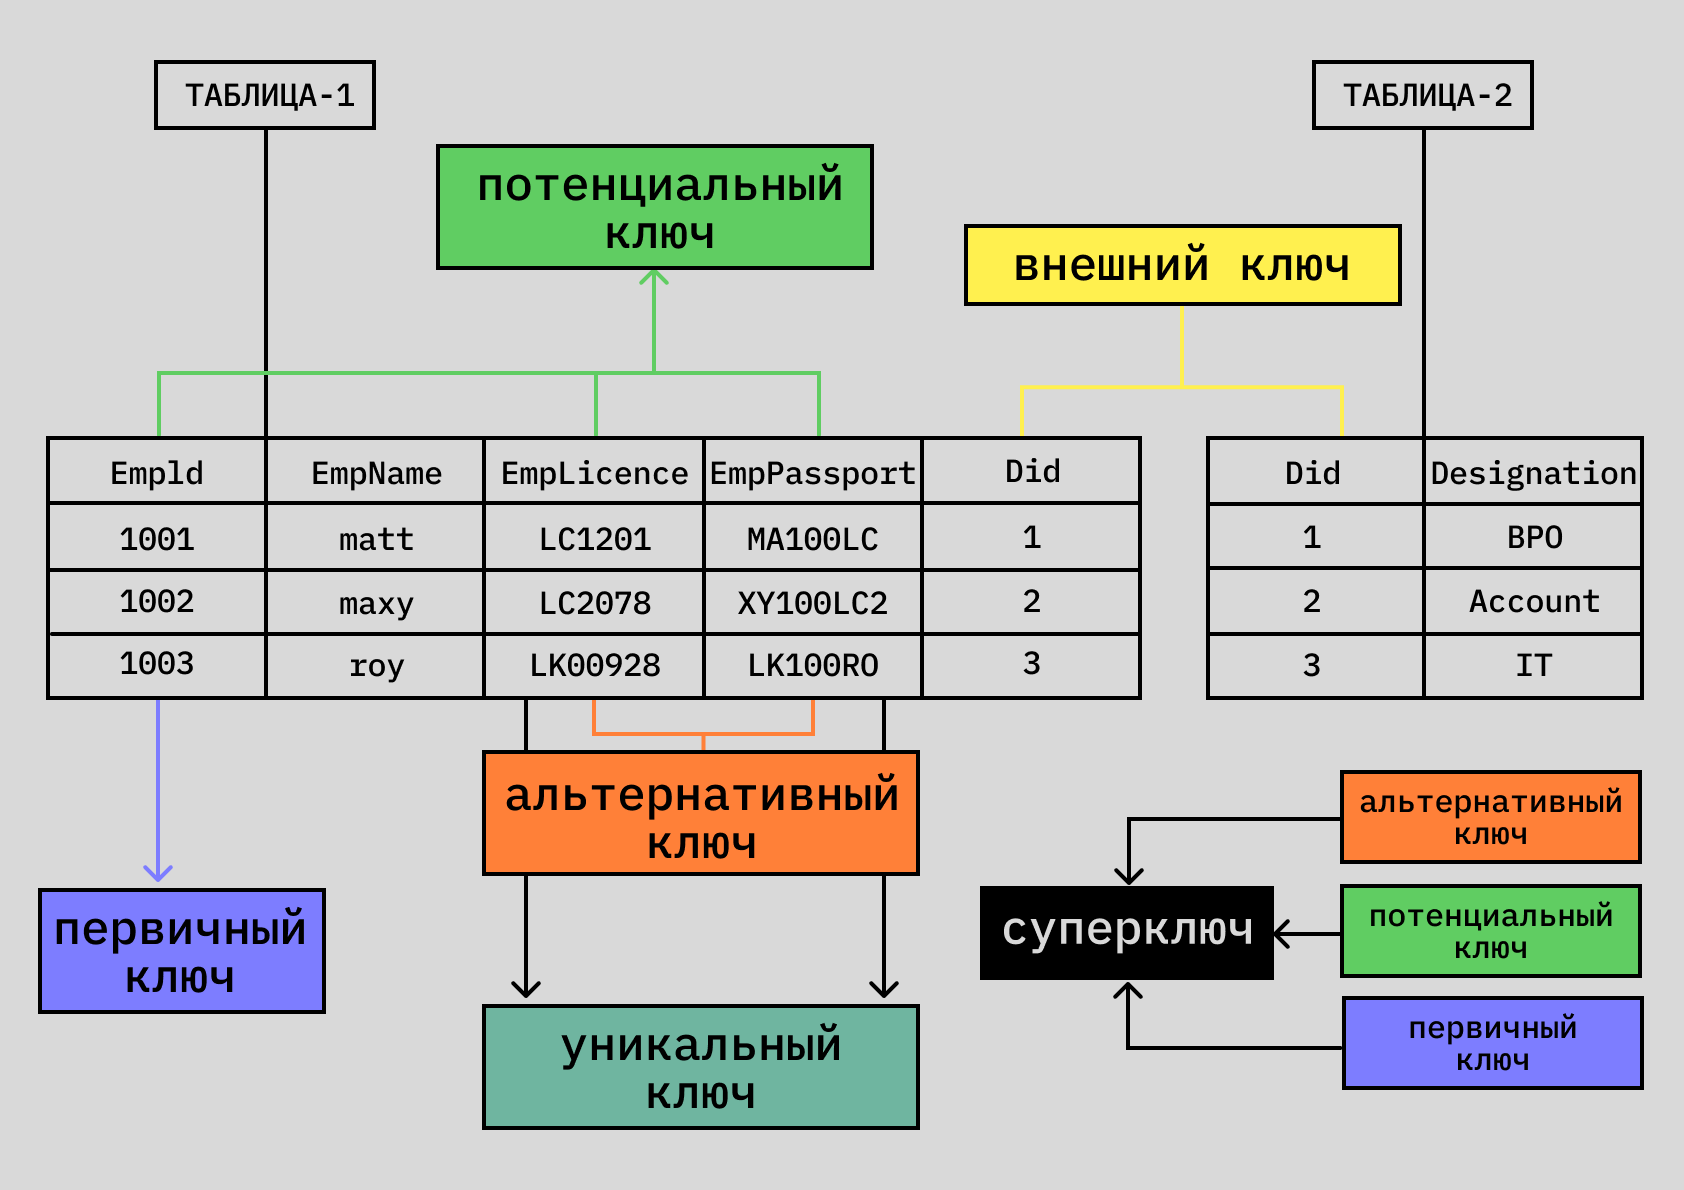 ТАБЛИЦА-1
ТАБЛИЦА-2
потенциальный
ключ
внешний ключ
Empld EmpName EmpLicence EmpPassport Did
1001 matt LC1201 MA100LC 1
1002 maxy LC2078 XY100LC2 2
1003 roy LK00928 LK100RO 3
Did Designation
1 BPO
2 Account
3 IT
альтернативный
ключ
первичный
ключ
уникальный
ключ
суперключ
альтернативный
ключ
потенциальный
ключ
первичный
ключ